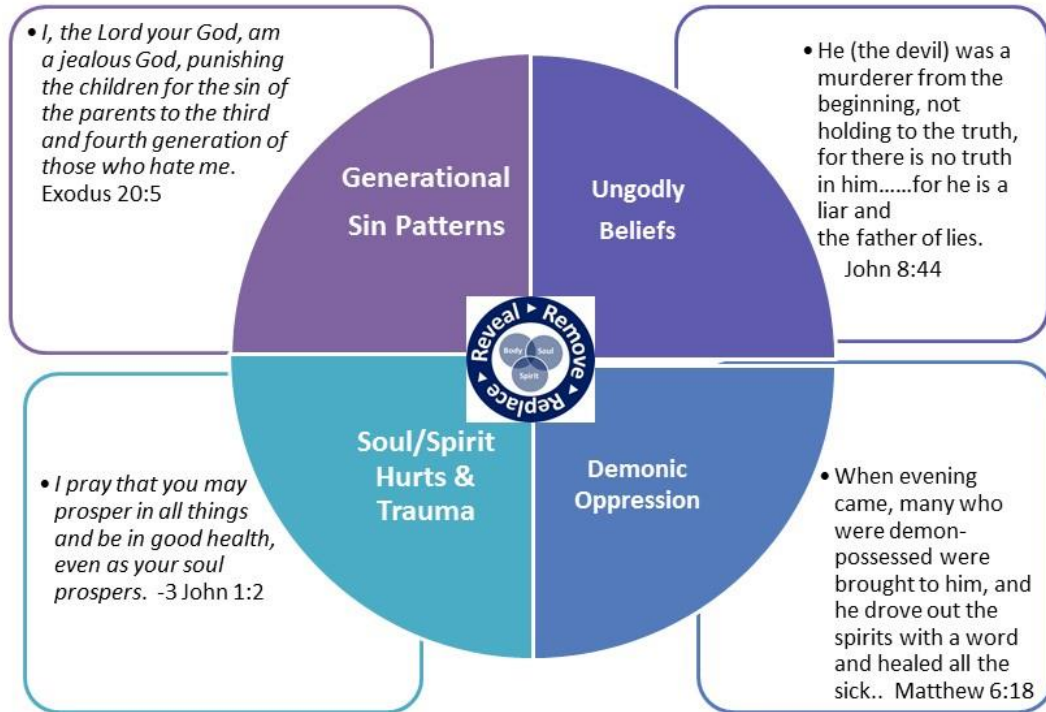 • I, the Lord your God, am
a jealous God, punishing
the children for the sin of
the parents to the third
and fourth generation of
those who hate me.
Exodus 20:5
• He (the devil) was a
murderer from the
beginning, not
holding to the truth,
for there is no truth
in him......for he is a
liar and
the father of lies.
John 8:44
Generational
Sin Patterns
Ungodly
Beliefs
Reveal ▸ Remove ▸ Replace ▸
Body
Soul
Spirit
Soul/Spirit
Hurts &
Trauma
Demonic
Oppression
• I pray that you may
prosper in all things
and be in good health,
even as your soul
prospers. -3 John 1:2
• When evening
came, many who
were demon-
possessed were
brought to him, and
he drove out the
spirits with a word
and healed all the
sick.. Matthew 6:18